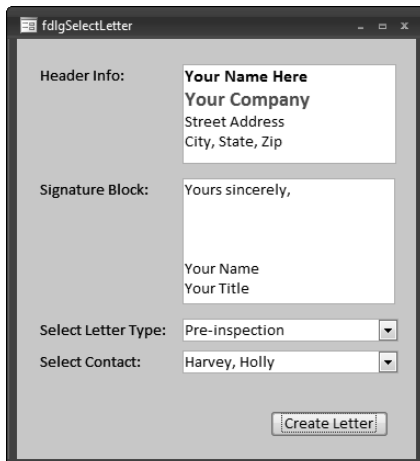 fdlgSelectLetter
Header Info:
Your Name Here
Your Company
Street Address
City, State, Zip
Signature Block:
Yours sincerely,
Your Name
Your Title
Select Letter Type: Pre-inspection
Select Contact: Harvey, Holly
Create Letter